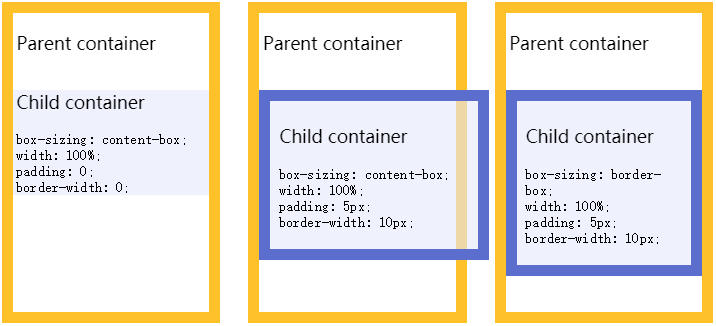 Parent container
Child container
box-sizing: content-box;
width: 100%;
padding: 0;
border-width: 0;
Parent container
Child container
box-sizing: content-box;
width: 100%;
padding: 5px;
border-width: 10px;
Parent container
Child container
box-sizing: border-
box;
width: 100%;
padding: 5px;
border-width: 10px;